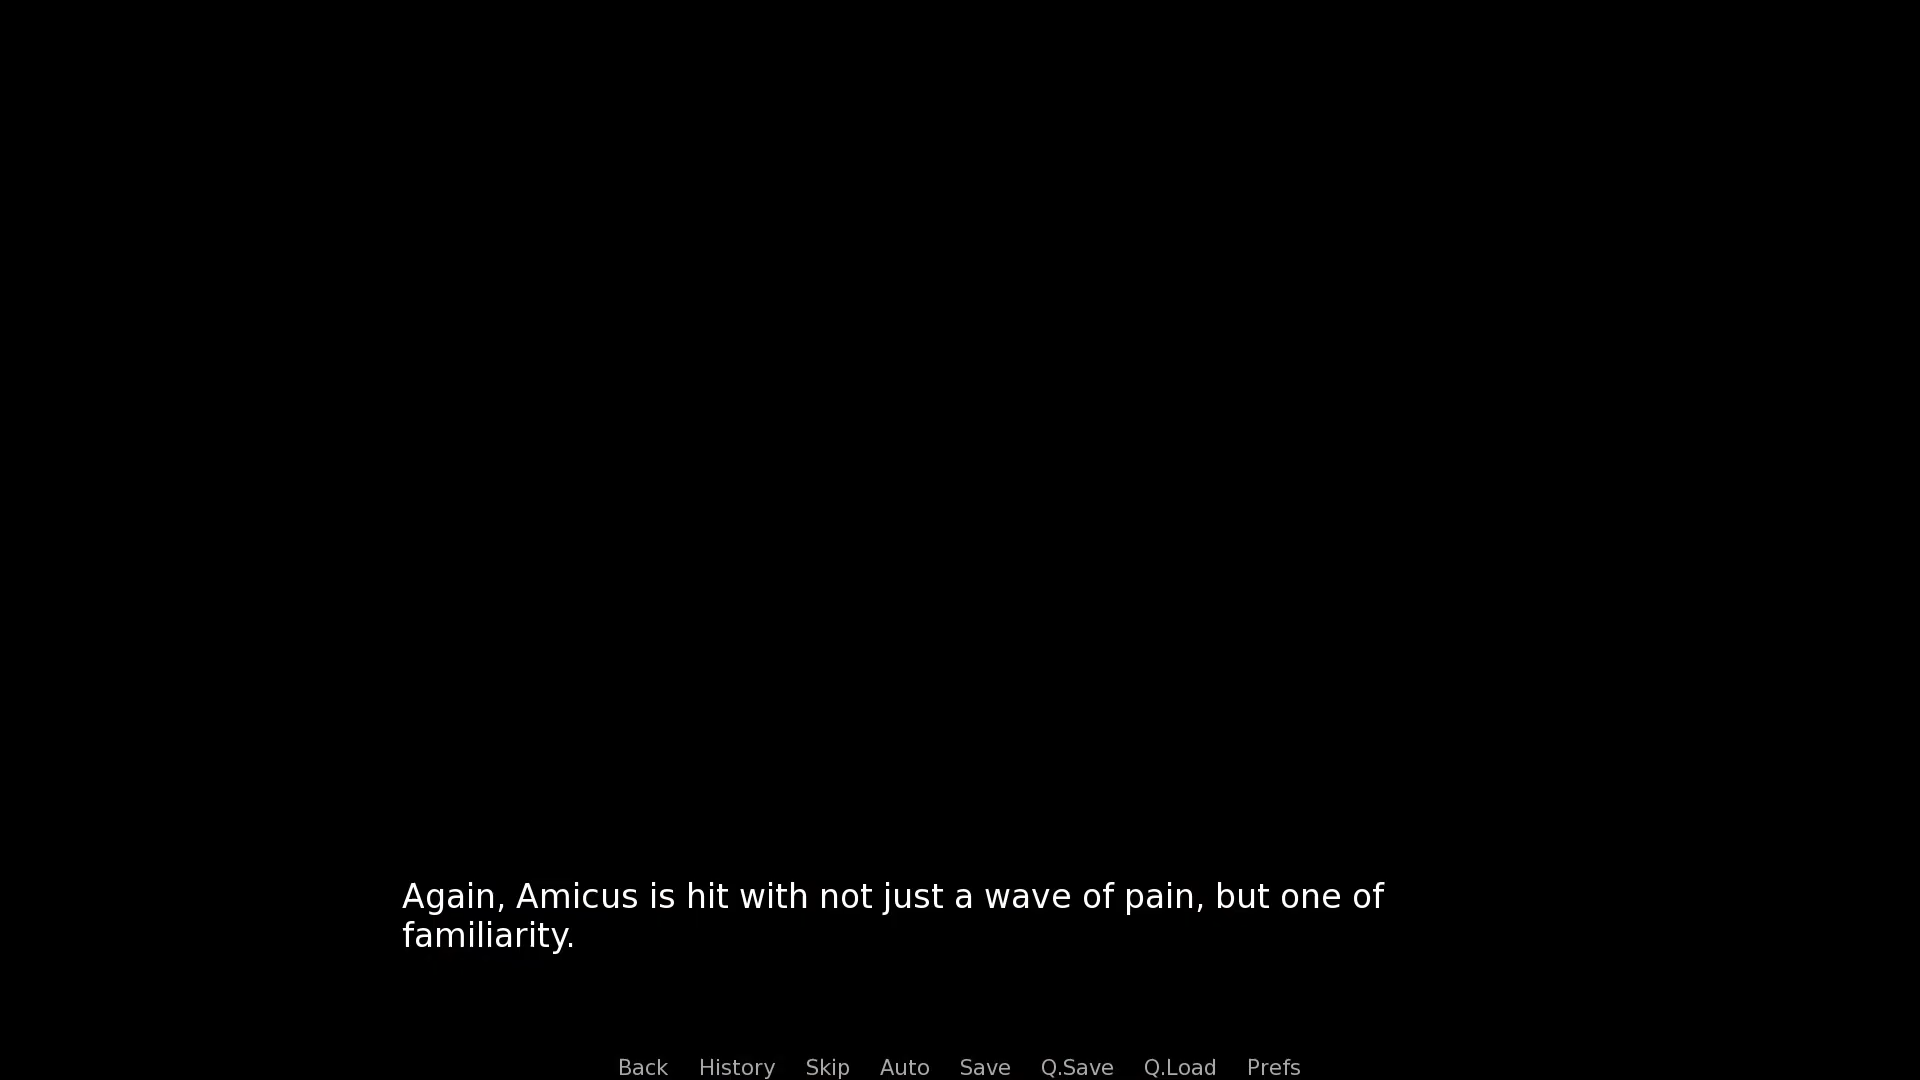 Again, Amicus is hit with not just a wave of pain, but one of
familiarity.
Back History Skip Auto Save Q.Save Q.Load Prefs